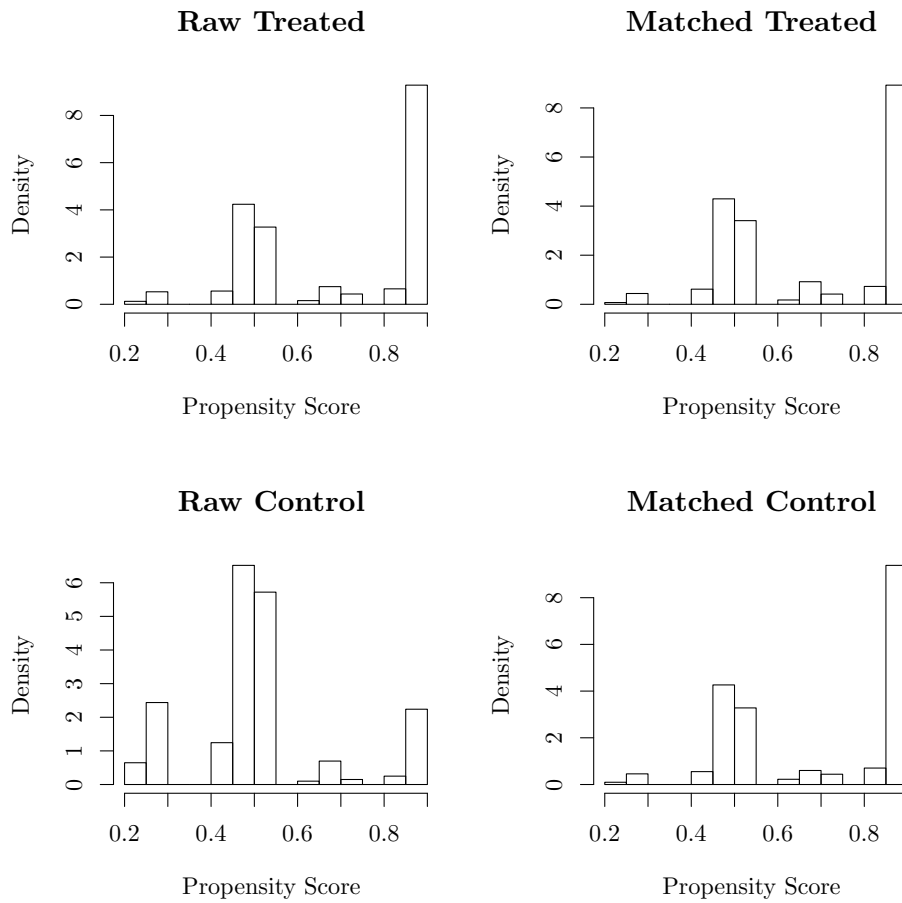 Raw Treated
Density
0 2 4 6 8
0.2 0.4 0.6 0.8
Propensity Score
Matched Treated
Density
0 2 4 6 8
0.2 0.4 0.6 0.8
Propensity Score
Raw Control
Density
0 1 2 3 4 5 6
0.2 0.4 0.6 0.8
Propensity Score
Matched Control
Density
0 2 4 6 8
0.2 0.4 0.6 0.8
Propensity Score